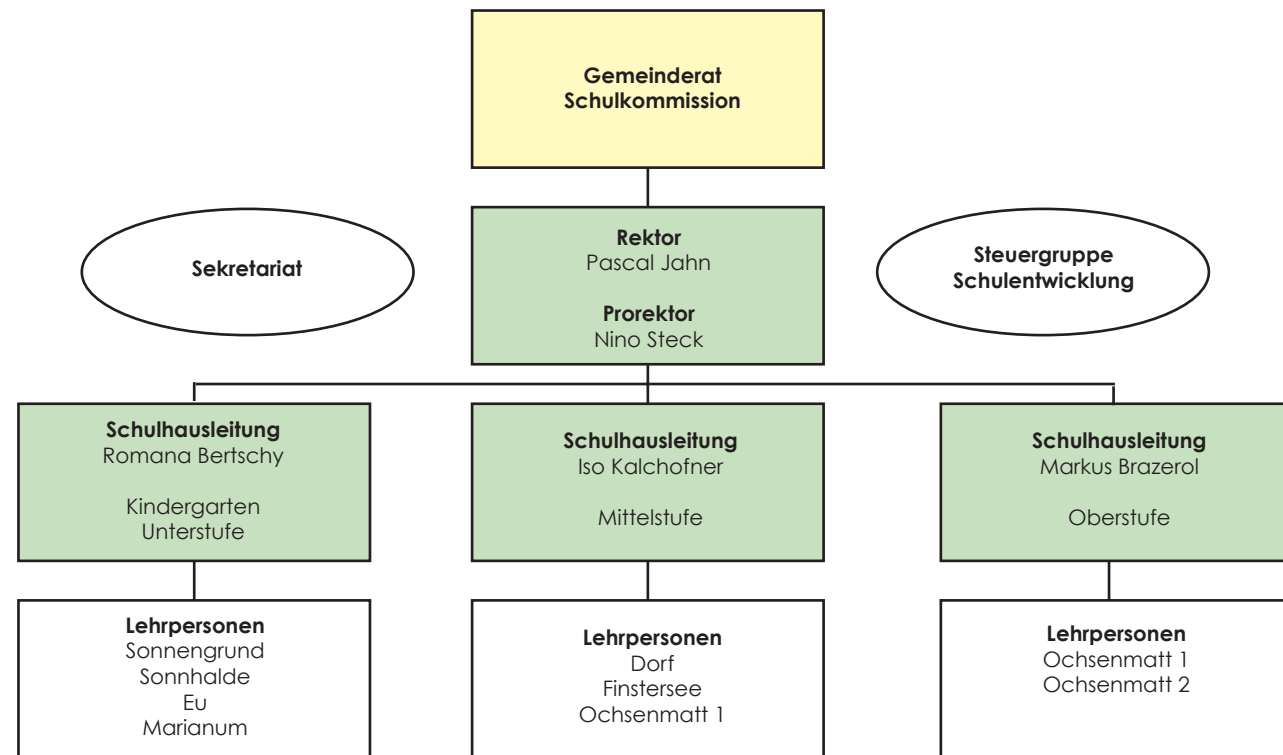 Gemeinderat
Schulkommission
Sekretariat
Rektor
Pascal Jahn
Prorektor
Nino Steck
Steuergruppe
Schulentwicklung
Schulhausleitung
Romana Bertschy
Kindergarten
Unterstufe
Schulhausleitung
Iso Kalchofner
Mittelstufe
Schulhausleitung
Markus Brazerol
Oberstufe
Lehrpersonen
Sonnengrund
Sonnhalde
Eu
Marianum
Lehrpersonen
Dorf
Finstersee
Ochsenmatt 1
Lehrpersonen
Ochsenmatt 1
Ochsenmatt 2